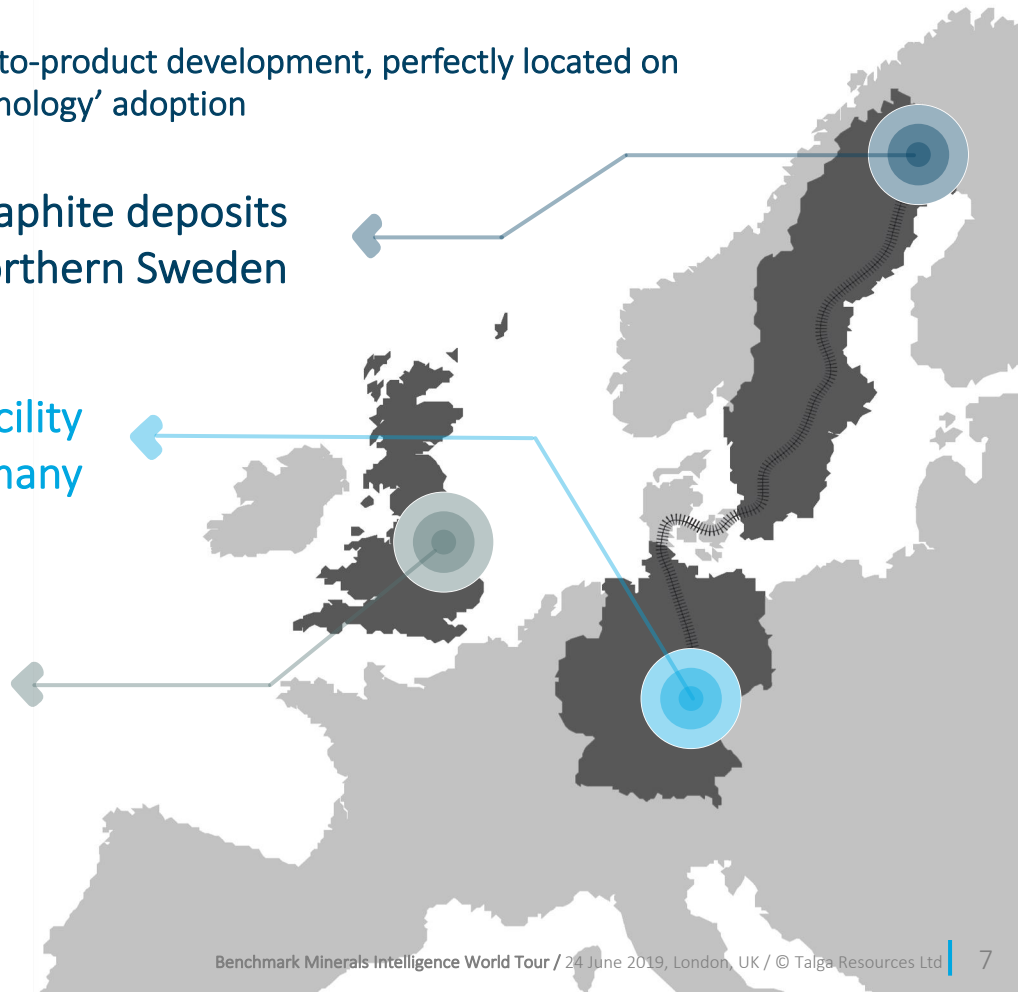 to-product development, perfectly located on
nology’ adoption
aphite deposits
orthern Sweden
cility
many
Benchmark Minerals Intelligence World Tour / 24 June 2019, London, UK / © Talga Resources Ltd 7